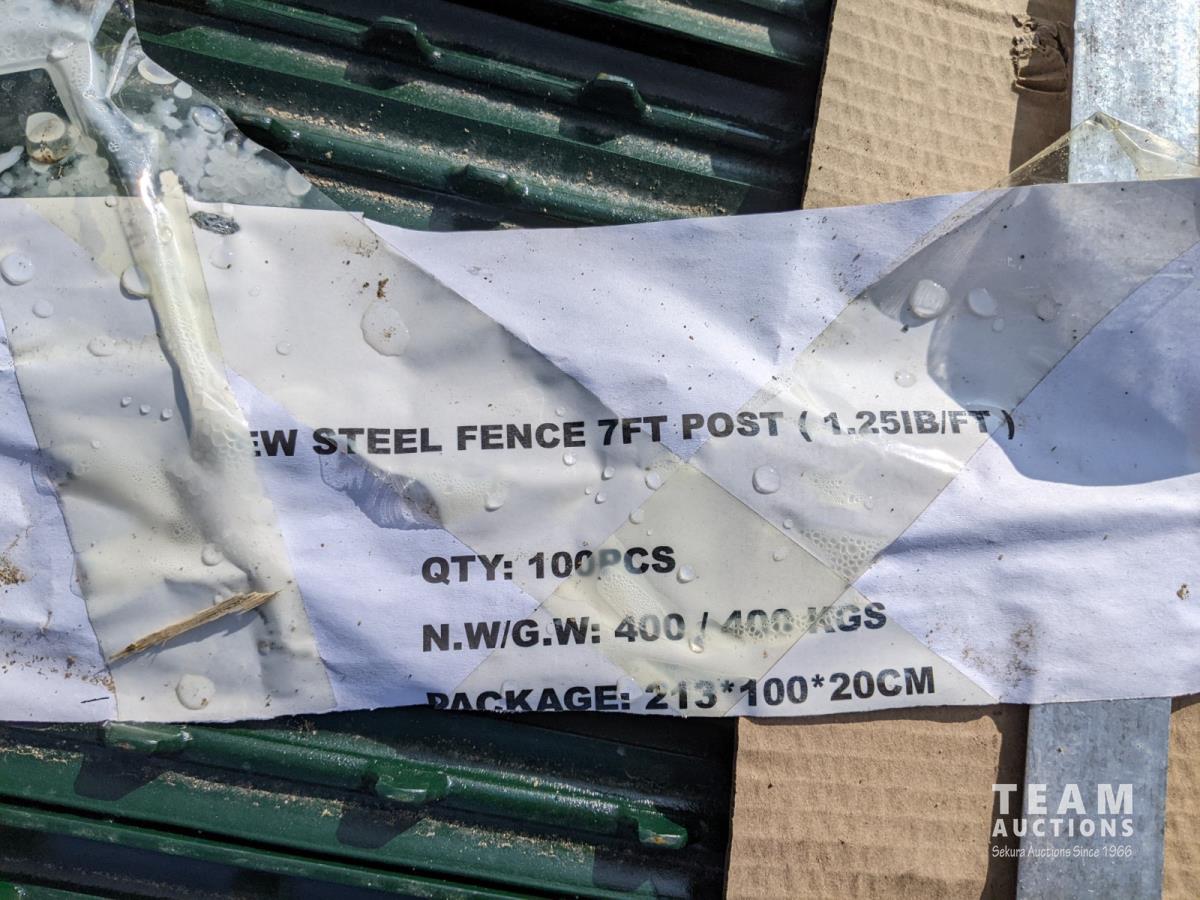 EW STEEL FENCE 7FT POST ( 1.25IB/FT )
QTY: 100PCS
N.W/G.W: 400 / 400 KGS
PACKAGE: 213*100*20CM
TEAM
AUCTIONS
Sekura Auctions Since 1966